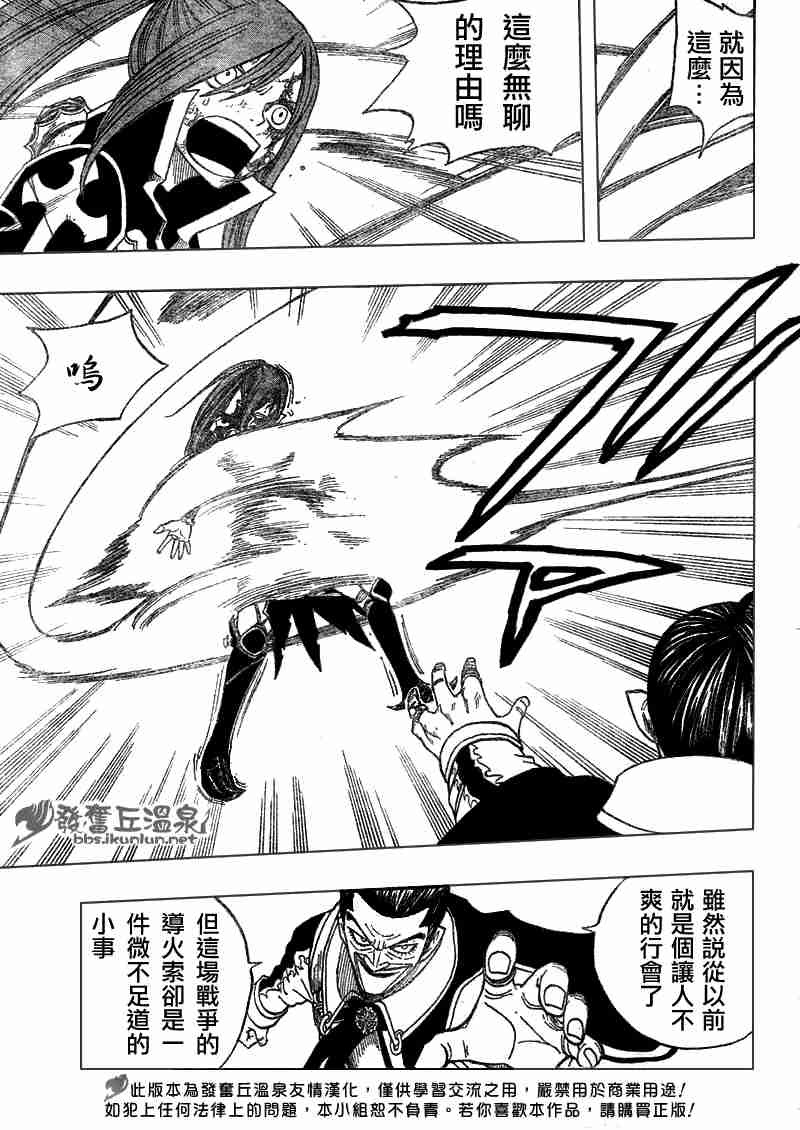 就因為
這麼…
這麼無聊
的理由嗎
嗚
雖然説從以前
就是個讓人不
爽的行會了
但這場戰爭的
導火索卻是一
件微不足道的
小事
發奮丘溫泉
bbs.ikunlun.net
此版本為發奮丘溫泉友情漢化，僅供學習交流之用，嚴禁用於商業用途！
如犯上任何法律上的問題，本小組恕不負責。若你喜歡本作品，請購買正版！